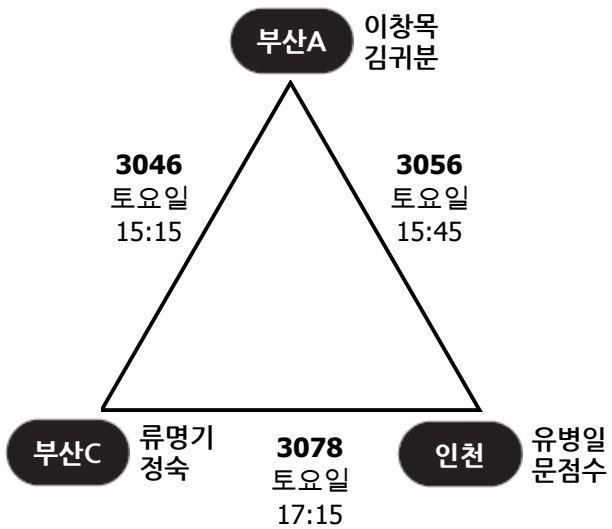 부산A
이창목
김귀분
3046
토요일
15:15
3056
토요일
15:45
부산C
류명기
정숙
3078
토요일
17:15
인천
유병일
문점수